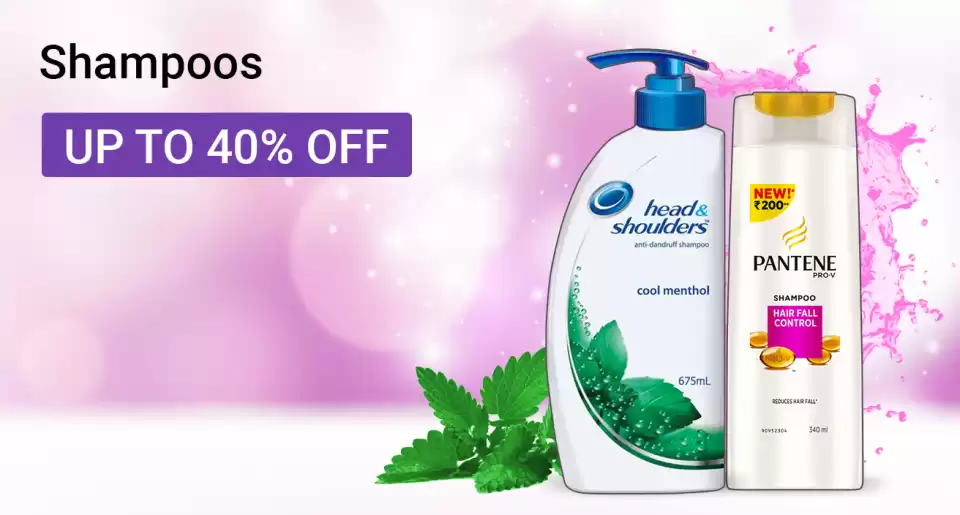 Shampoos
UP TO 40% OFF
head&
shoulders
anti-dandruff shampoo
cool menthol
675mL
NEW!*
₹200**
PANTENE
PRO-V
SHAMPOO
HAIR FALL
CONTROL
REDUCES HAIR FALL*
90952304
340 ml